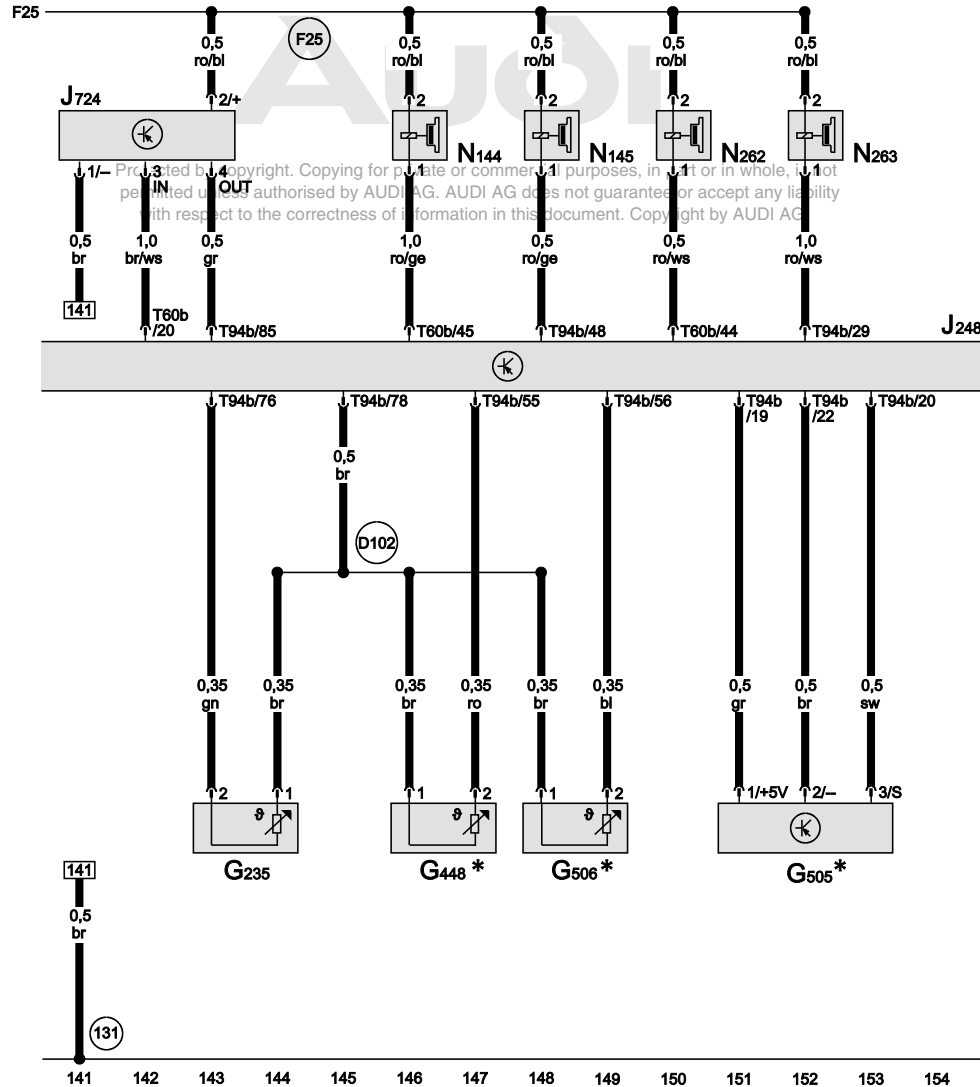 F25
AUDI
F25
0,5 0,5 0,5 0,5 0,5
ro/bl ro/bl ro/bl ro/bl ro/bl
J724 2/+ 2 2 2 2
N144 N145 N262 N263
1/– 3 4 1 1 1 1
IN OUT
Protected by copyright. Copying for private or commercial purposes, in part or in whole, is not
permitted unless authorised by AUDI AG. AUDI AG does not guarantee or accept any liability
with respect to the correctness of information in this document. Copyright by AUDI AG.
0,5 1,0 0,5 1,0 0,5 0,5 1,0
br br/ws gr ro/ge ro/ge ro/ws ro/ws
141
T60b
/20 T94b/85 T60b/45 T94b/48 T60b/44 T94b/29 J248
T94b/76 T94b/78 T94b/55 T94b/56 T94b T94b T94b/20
/19 /22
0,5
br
D102
0,35 0,35 0,35 0,35 0,35 0,35 0,5 0,5 0,5
gn br br ro br bl gr br sw
2 1 1 2 1 2 1/+5V 2/– 3/S
ϑ ϑ ϑ
G235 G448 * G506 * G505 *
141
0,5
br
131
141 142 143 144 145 146 147 148 149 150 151 152 153 154